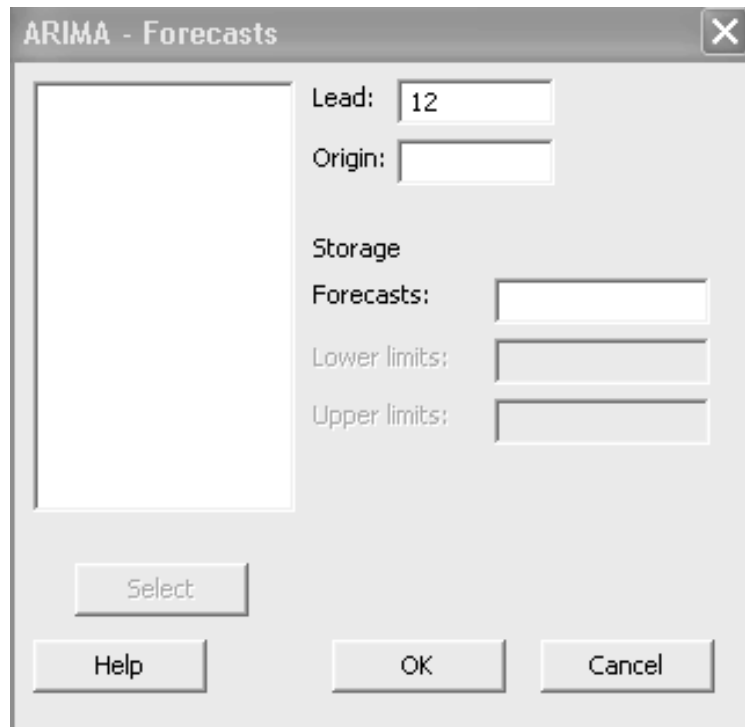 ARIMA - Forecasts
Lead: 12
Origin:
Storage
Forecasts:
Lower limits:
Upper limits:
Select
Help OK Cancel